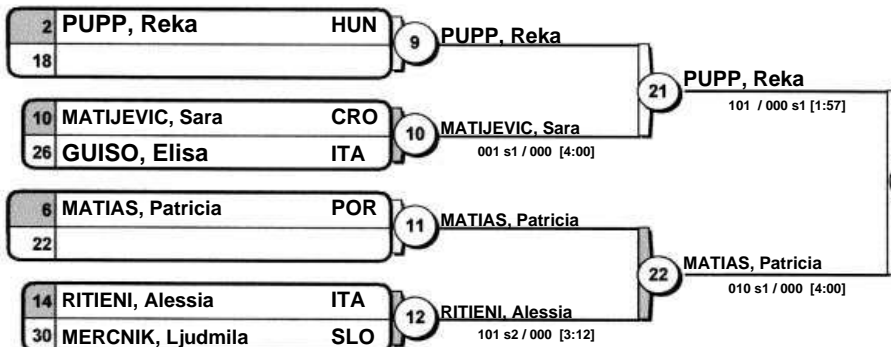 2 PUPP, Reka HUN
18
9
PUPP, Reka
10 MATIJEVIC, Sara CRO
26 GUISO, Elisa ITA
10
MATIJEVIC, Sara
001 s1 / 000 [4:00]
21
PUPP, Reka
101 / 000 s1 [1:57]
6 MATIAS, Patricia POR
22
11
MATIAS, Patricia
14 RITIENI, Alessia ITA
30 MERCNIK, Ljudmila SLO
12
RITIENI, Alessia
101 s2 / 000 [3:12]
22
MATIAS, Patricia
010 s1 / 000 [4:00]